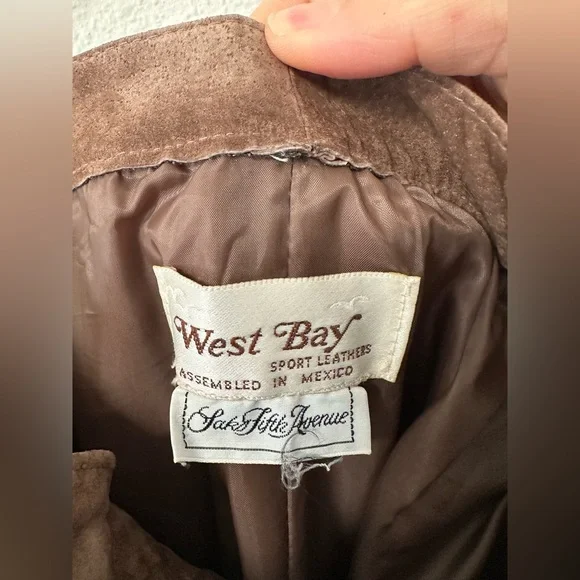 West Bay
SPORT LEATHERS
ASSEMBLED IN MEXICO
Saks Fifth Avenue